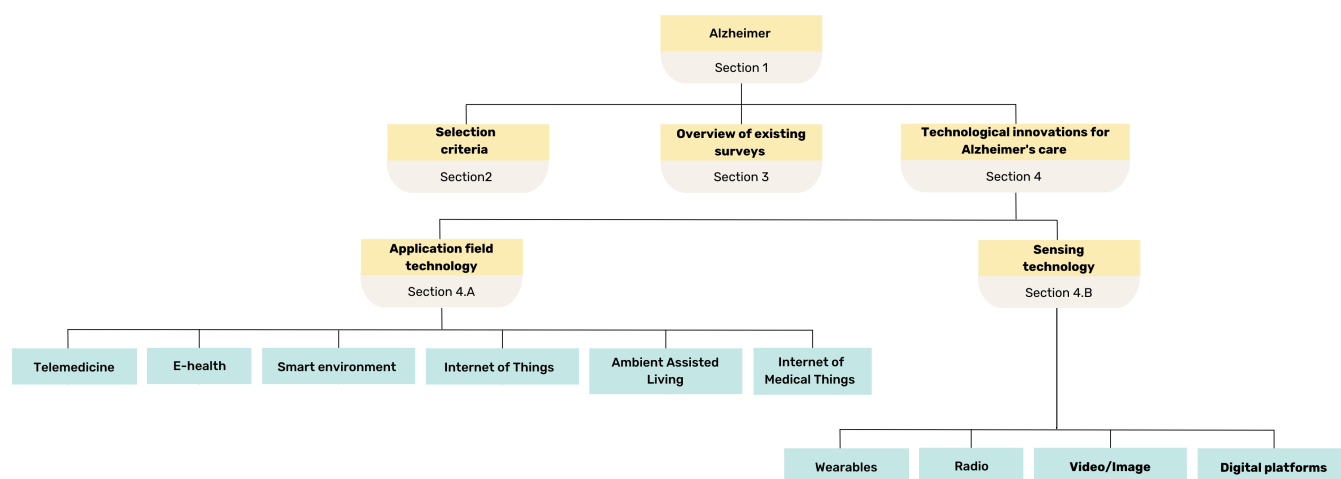 Alzheimer
Section 1
Selection
criteria
Section2
Overview of existing
surveys
Section 3
Technological innovations for
Alzheimer's care
Section 4
Application field
technology
Section 4.A
Sensing
technology
Section 4.B
Telemedicine
E-health
Smart environment
Internet of Things
Ambient Assisted
Living
Internet of
Medical Things
Wearables
Radio
Video/Image
Digital platforms